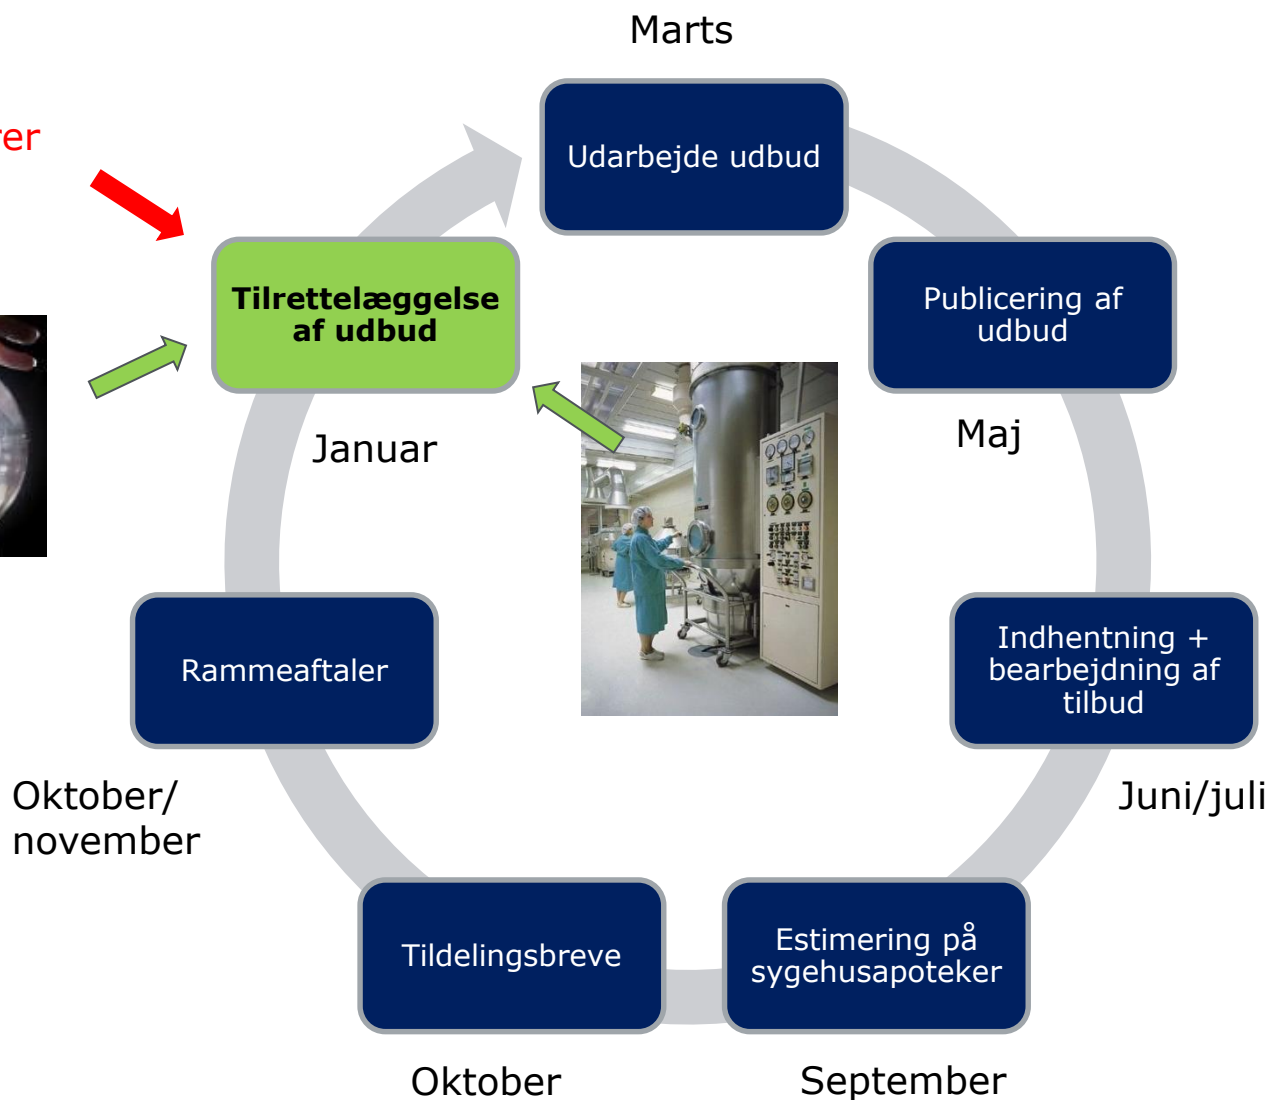 Marts
Udarbejde udbud
Tilrettelæggelse
af udbud
Januar
Publicering af
udbud
Maj
Indhentning +
bearbejdning af
tilbud
Juni/juli
Estimering på
sygehusapoteker
September
Tildelingsbreve
Oktober
Rammeaftaler
Oktober/
november